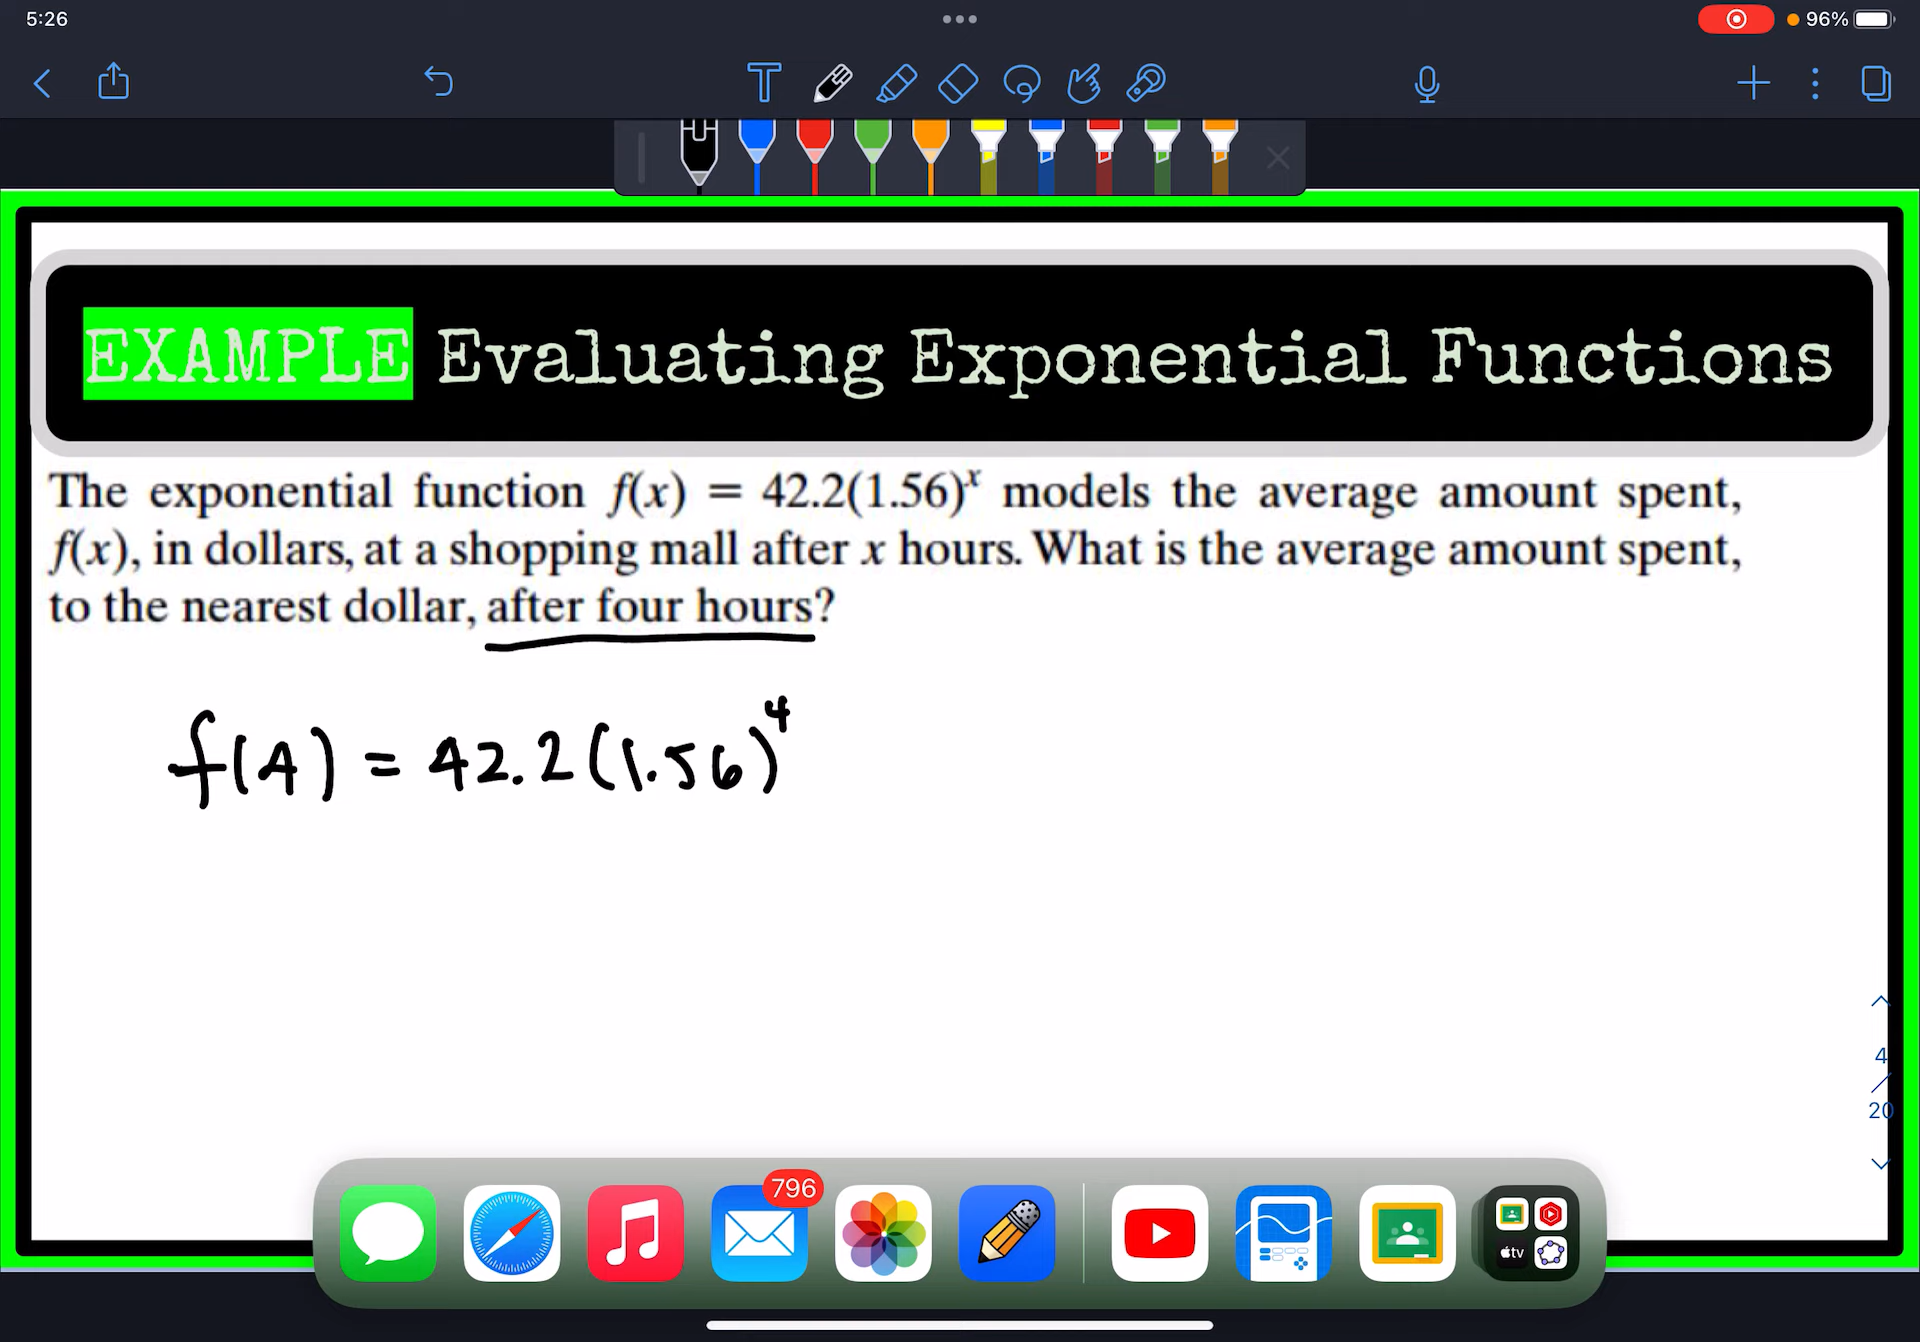 5:26
96%
EXAMPLE Evaluating Exponential Functions
The exponential function f(x) = 42.2(1.56)ˣ models the average amount spent,
f(x), in dollars, at a shopping mall after x hours. What is the average amount spent,
to the nearest dollar, after four hours?
f(4) = 42.2(1.56)⁴
4
/
20
796
tv